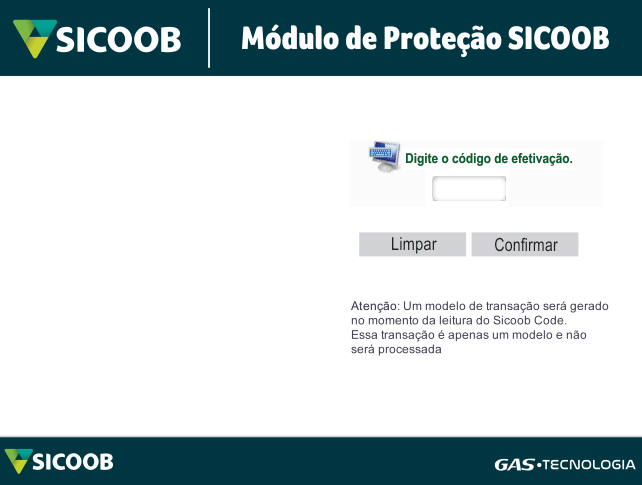 SICOOB
Módulo de Proteção SICOOB
Digite o código de efetivação.
Limpar
Confirmar
Atenção: Um modelo de transação será gerado
no momento da leitura do Sicoob Code.
Essa transação é apenas um modelo e não
será processada
SICOOB
GAS•TECNOLOGIA